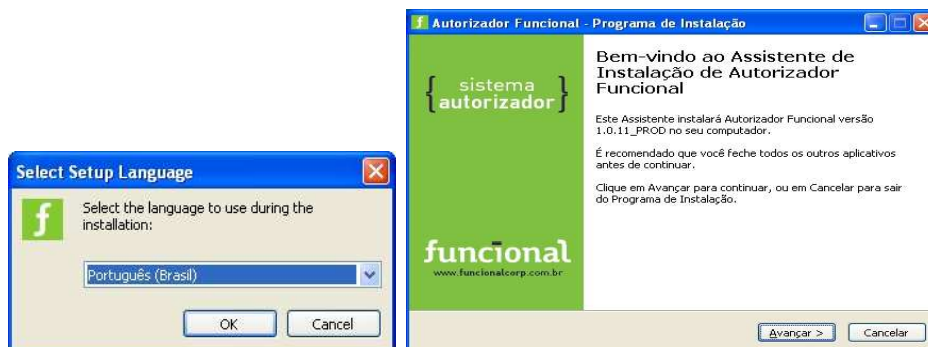 Select Setup Language
f
Select the language to use during the
installation:
Português (Brasil)
OK
Cancel
f Autorizador Funcional - Programa de Instalação
{ sistema
autorizador }
funcional
www.funcionalcorp.com.br
Bem-vindo ao Assistente de
Instalação de Autorizador
Funcional
Este Assistente instalará Autorizador Funcional versão
1.0.11_PROD no seu computador.
É recomendado que você feche todos os outros aplicativos
antes de continuar.
Clique em Avançar para continuar, ou em Cancelar para sair
do Programa de Instalação.
Avançar >
Cancelar